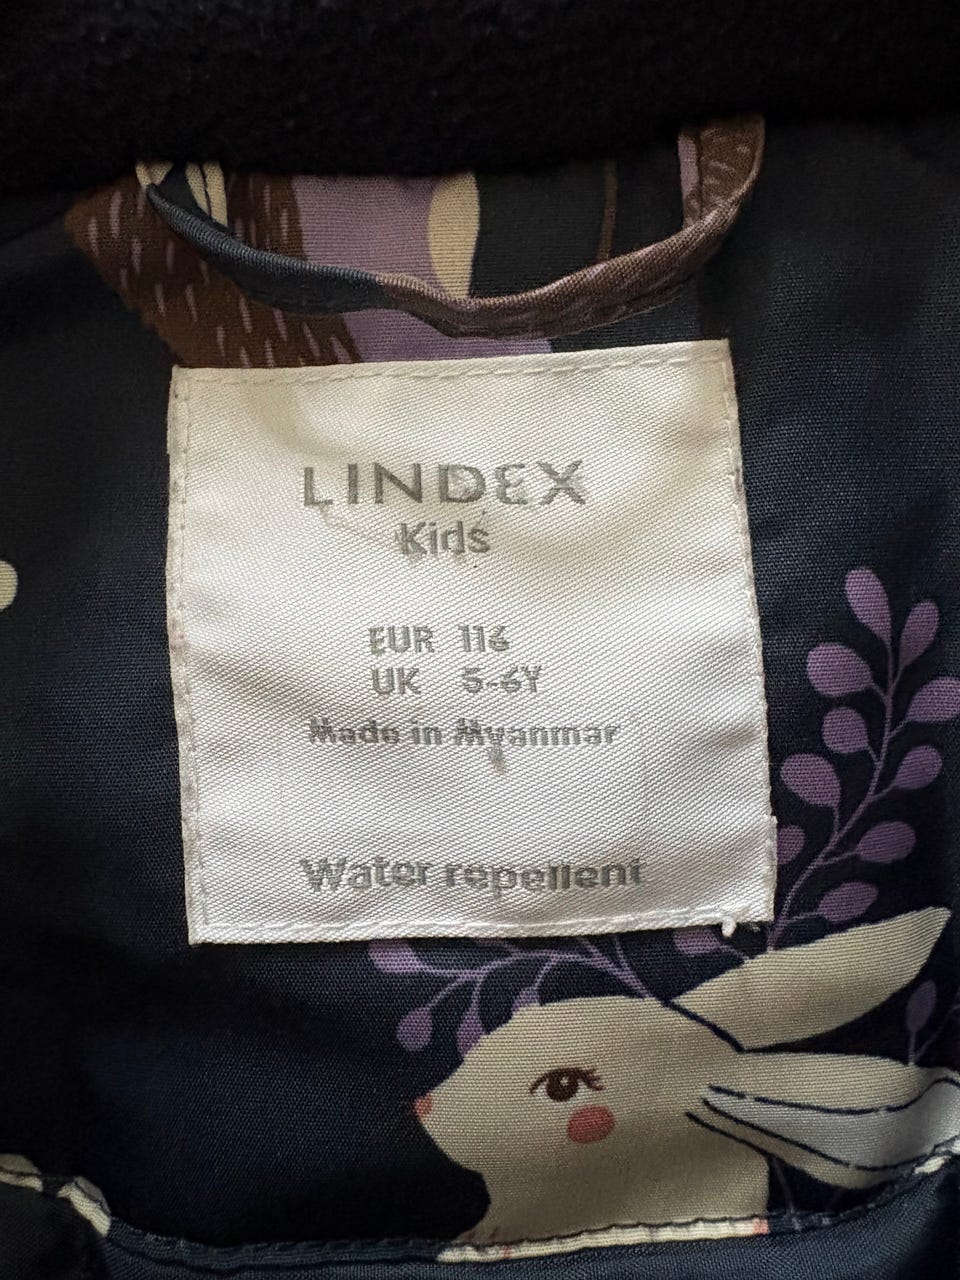 LINDEX
Kids
EUR 116
UK 5-6Y
Made in Myanmar
Water repellent